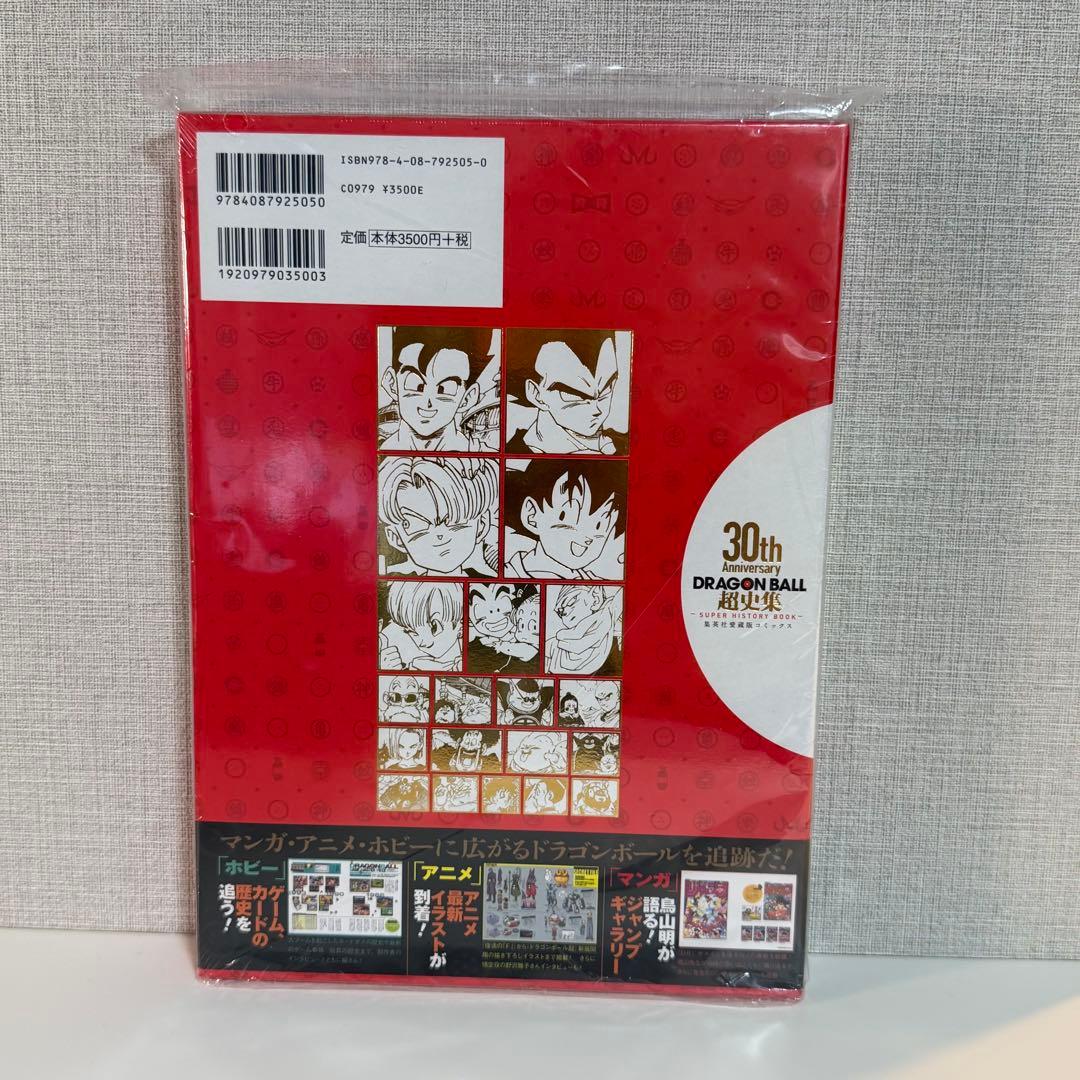 ISBN978-4-08-792505-0
C0979 ¥3500E
9784087925050
定価 本体3500円+税
1920979035003
30th
Anniversary
DRAGON BALL
超史集
-SUPER HISTORY BOOK-
集英社愛蔵版コミックス
マンガ・アニメ・ホビーに広がるドラゴンボールを追跡だ!
「マンガ」
鳥山明が
語る!
ジャンプ
ギャラリー
「アニメ」
アニメ
最新
イラストが
到着!
「ホビー」
ゲーム、
カードの
歴史を
追う!
DRAGONBALL